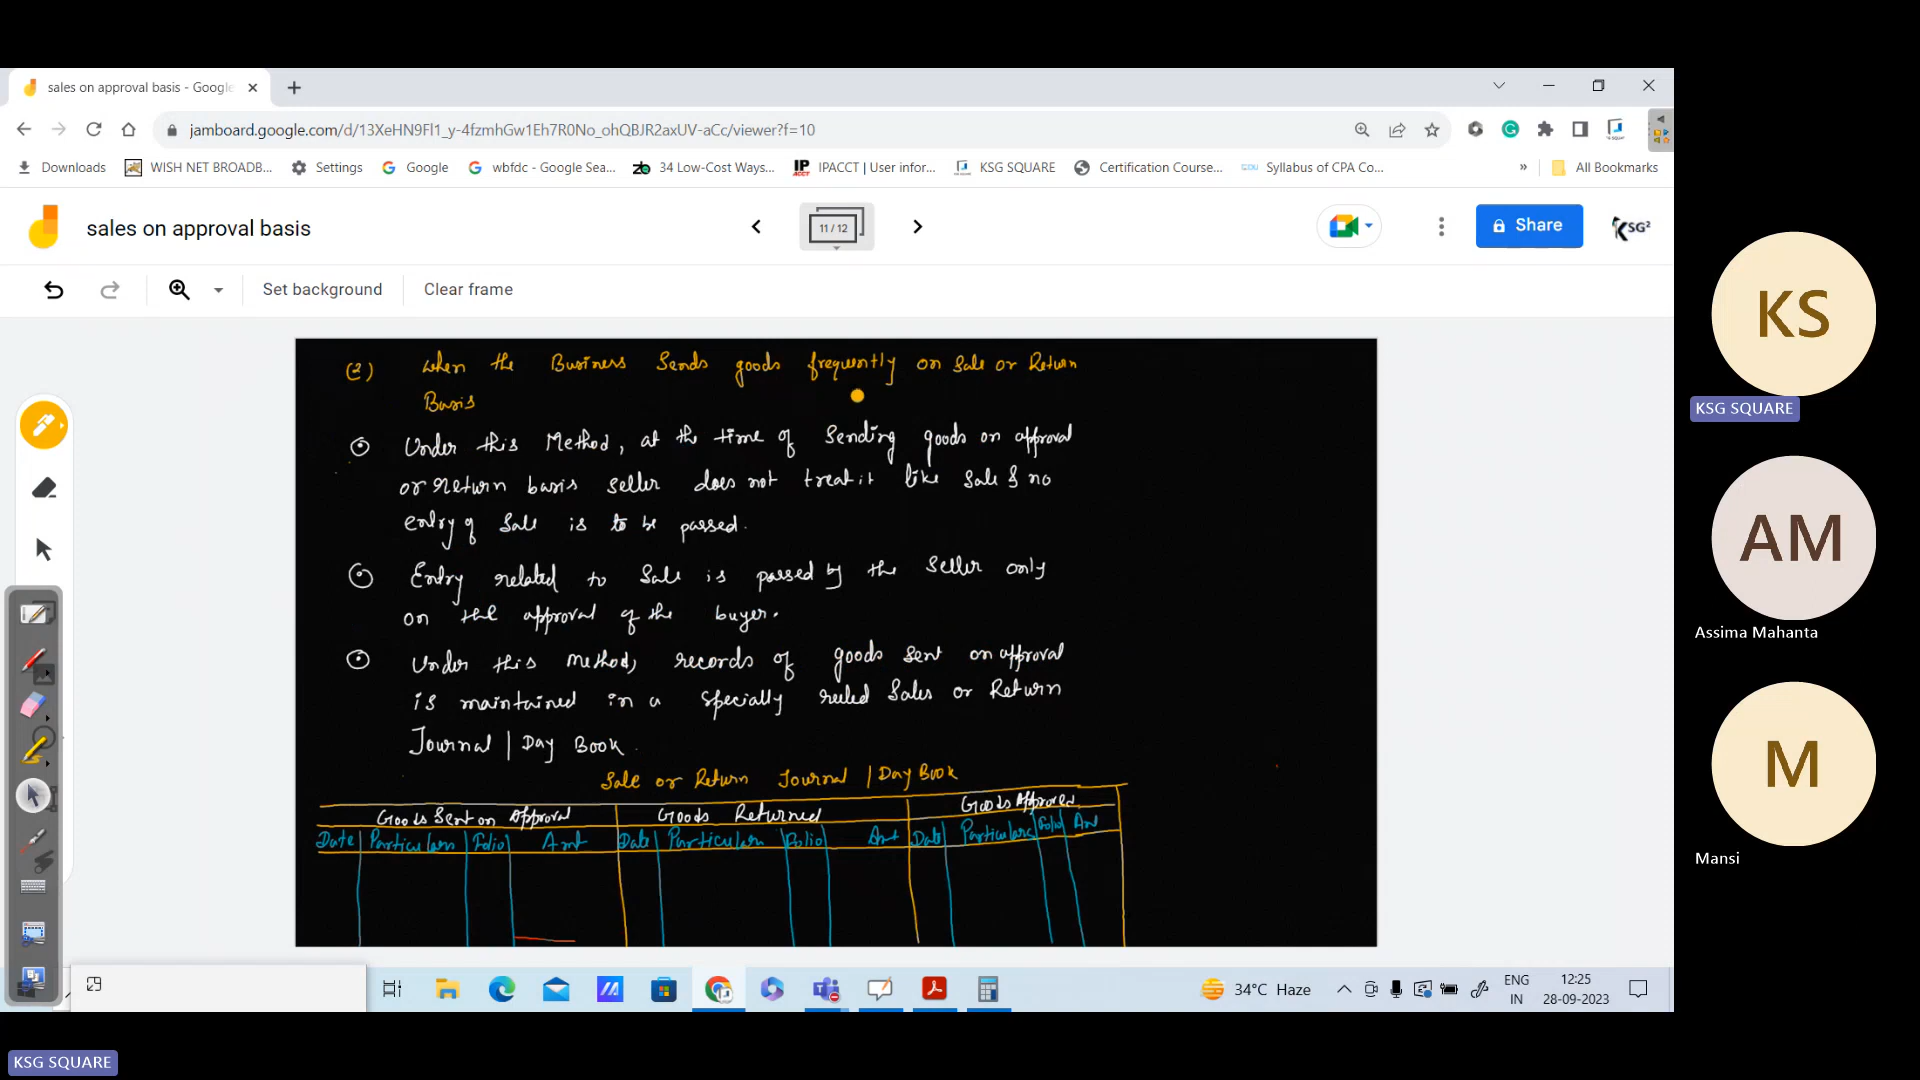 sales on approval basis - Google
jamboard.google.com/d/13XeHN9Fl1_y-4fzmhGw1Eh7R0No_ohQBJR2axUV-aCc/viewer?f=10
Downloads WISH NET BROADB... Settings Google wbfdc - Google Sea... 34 Low-Cost Ways... IPACCT | User infor... KSG SQUARE Certification Course... Syllabus of CPA Co... » All Bookmarks
sales on approval basis 11 / 12 Share KSG²
Set background Clear frame
(2) When the Business Sends goods frequently on Sale or Return
Basis
Under this Method, at the time of Sending goods on approval
or return basis seller does not treat it like Sale & no
entry of Sale is to be passed.
Entry related to Sale is passed by the Seller only
on the approval of the buyer.
Under this method, records of goods sent on approval
is maintained in a specially ruled Sales or Return
Journal | Day Book
Sale or Return Journal | Day Book
Goods Sent on Approval Goods Returned Goods Approved
Date Particulars Folio Amt Date Particulars Folio Amt Date Particulars Folio Amt
KS
KSG SQUARE
AM
Assima Mahanta
M
Mansi
34°C Haze ENG IN 12:25 28-09-2023
KSG SQUARE